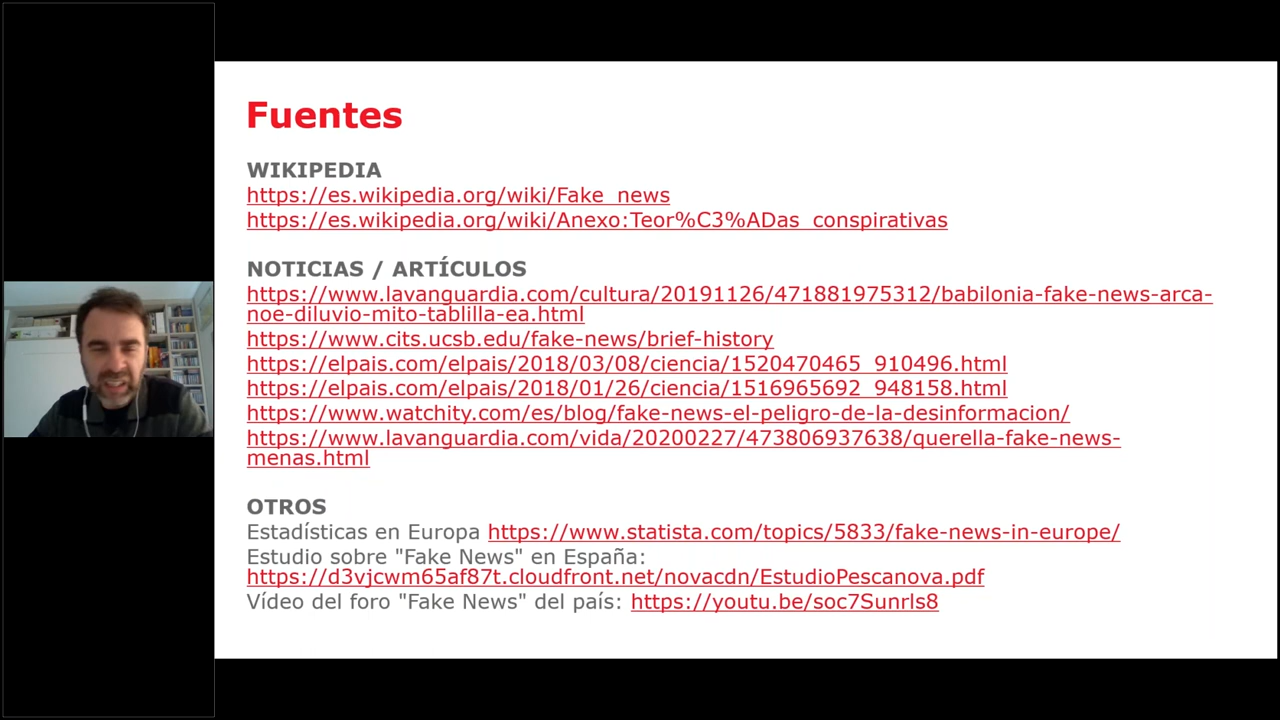 Fuentes
WIKIPEDIA
https://es.wikipedia.org/wiki/Fake_news
https://es.wikipedia.org/wiki/Anexo:Teor%C3%ADas_conspirativas
NOTICIAS / ARTÍCULOS
https://www.lavanguardia.com/cultura/20191126/471881975312/babilonia-fake-news-arca-
noe-diluvio-mito-tablilla-ea.html
https://www.cits.ucsb.edu/fake-news/brief-history
https://elpais.com/elpais/2018/03/08/ciencia/1520470465_910496.html
https://elpais.com/elpais/2018/01/26/ciencia/1516965692_948158.html
https://www.watchity.com/es/blog/fake-news-el-peligro-de-la-desinformacion/
https://www.lavanguardia.com/vida/20200227/473806937638/querella-fake-news-
menas.html
OTROS
Estadísticas en Europa https://www.statista.com/topics/5833/fake-news-in-europe/
Estudio sobre "Fake News" en España:
https://d3vjcwm65af87t.cloudfront.net/novacdn/EstudioPescanova.pdf
Vídeo del foro "Fake News" del país: https://youtu.be/soc7Sunrls8